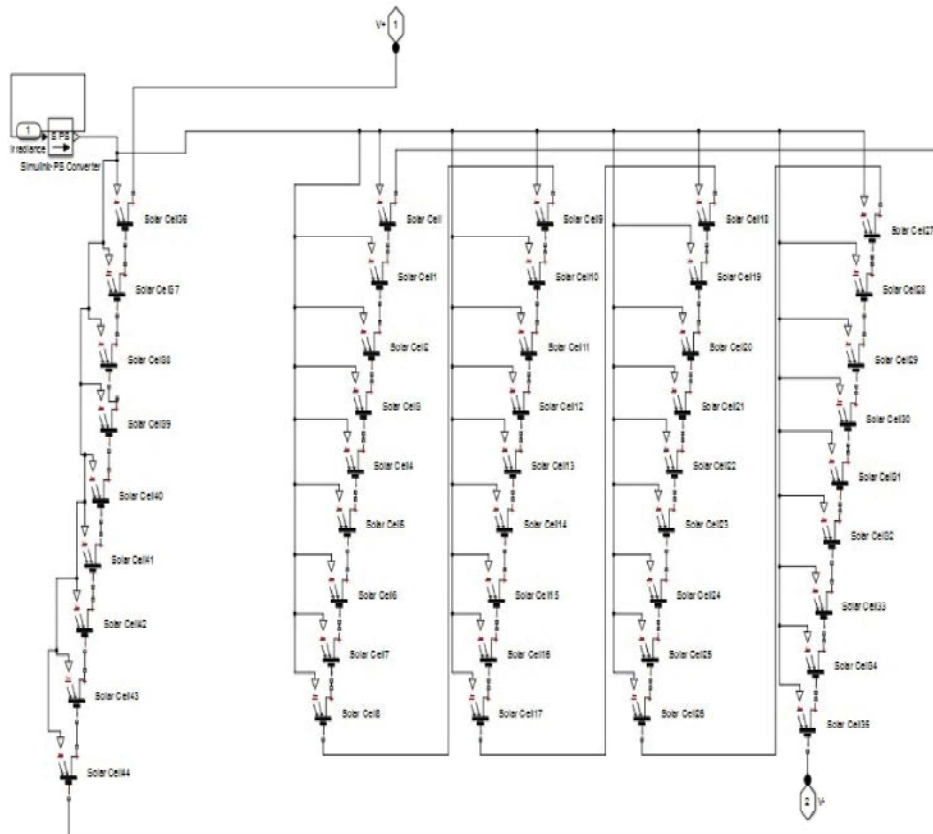 V+
1
1
S PS
Irradiance
Simulink-PS Converter
Solar Cell36
Solar Cell37
Solar Cell38
Solar Cell39
Solar Cell40
Solar Cell41
Solar Cell42
Solar Cell43
Solar Cell44
Solar Cell
Solar Cell1
Solar Cell2
Solar Cell3
Solar Cell4
Solar Cell5
Solar Cell6
Solar Cell7
Solar Cell8
Solar Cell9
Solar Cell10
Solar Cell11
Solar Cell12
Solar Cell13
Solar Cell14
Solar Cell15
Solar Cell16
Solar Cell17
Solar Cell18
Solar Cell19
Solar Cell20
Solar Cell21
Solar Cell22
Solar Cell23
Solar Cell24
Solar Cell25
Solar Cell26
Solar Cell27
Solar Cell28
Solar Cell29
Solar Cell30
Solar Cell31
Solar Cell32
Solar Cell33
Solar Cell34
Solar Cell35
2
V-